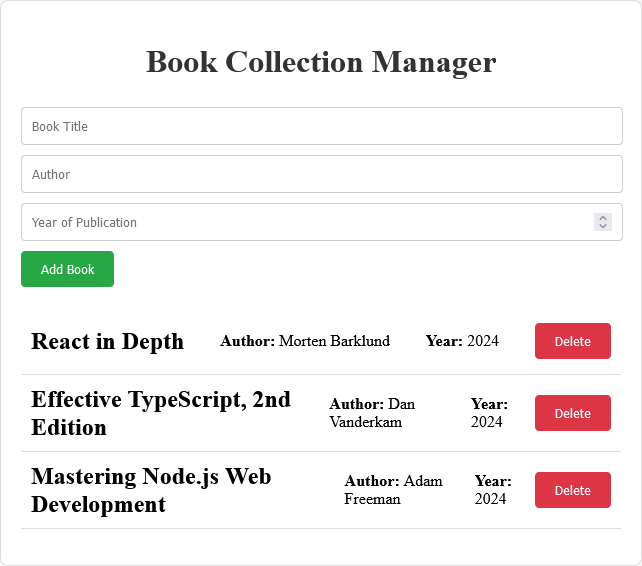 Book Collection Manager
Book Title
Author
Year of Publication
Add Book
React in Depth
Author: Morten Barklund
Year: 2024
Delete
Effective TypeScript, 2nd
Edition
Author: Dan
Vanderkam
Year:
2024
Delete
Mastering Node.js Web
Development
Author: Adam
Freeman
Year:
2024
Delete